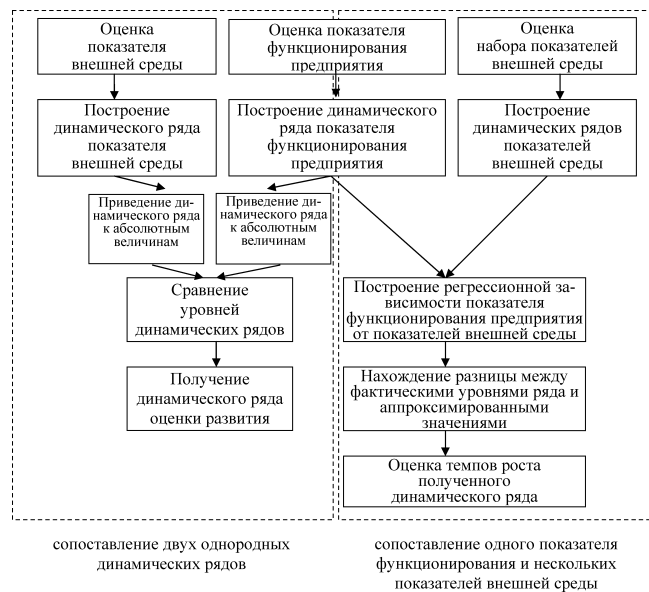 Оценка
показателя
внешней среды
Оценка показателя
функционирования
предприятия
Оценка
набора показателей
внешней среды
Построение
динамического ряда
показателя
внешней среды
Построение динамического
ряда показателя
функционирования
предприятия
Построение
динамических рядов
показателей
внешней среды
Приведение ди-
намического ряда
к абсолютным
величинам
Приведение ди-
намического ряда
к абсолютным
величинам
Сравнение
уровней
динамических рядов
Построение регрессионной за-
висимости показателя
функционирования предприятия
от показателей внешней среды
Получение
динамического ряда
оценки развития
Нахождение разницы между
фактическими уровнями ряда и
аппроксимированными
значениями
Оценка темпов роста
полученного
динамического ряда
сопоставление двух однородных
динамических рядов
сопоставление одного показателя
функционирования и нескольких
показателей внешней среды